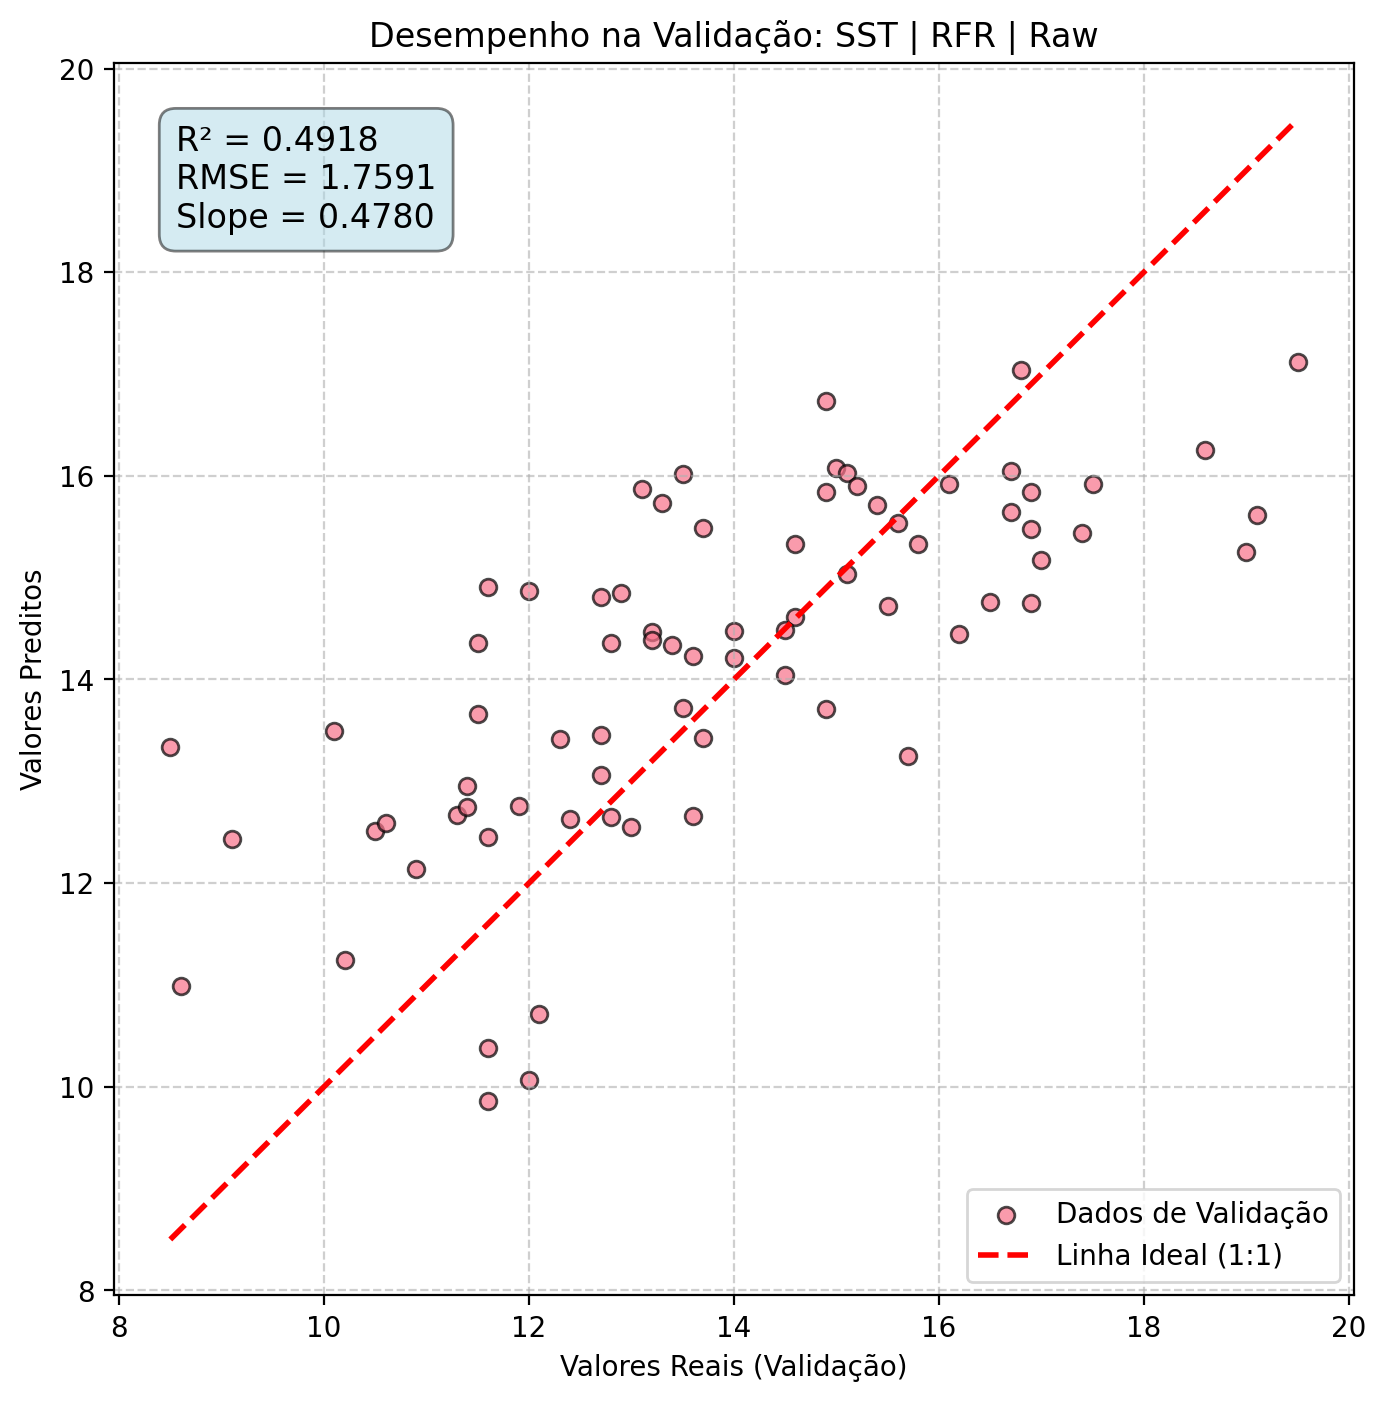 Desempenho na Validação: SST | RFR | Raw
R² = 0.4918
RMSE = 1.7591
Slope = 0.4780
Valores Preditos
20
18
16
14
12
10
8
Dados de Validação
Linha Ideal (1:1)
8 10 12 14 16 18 20
Valores Reais (Validação)